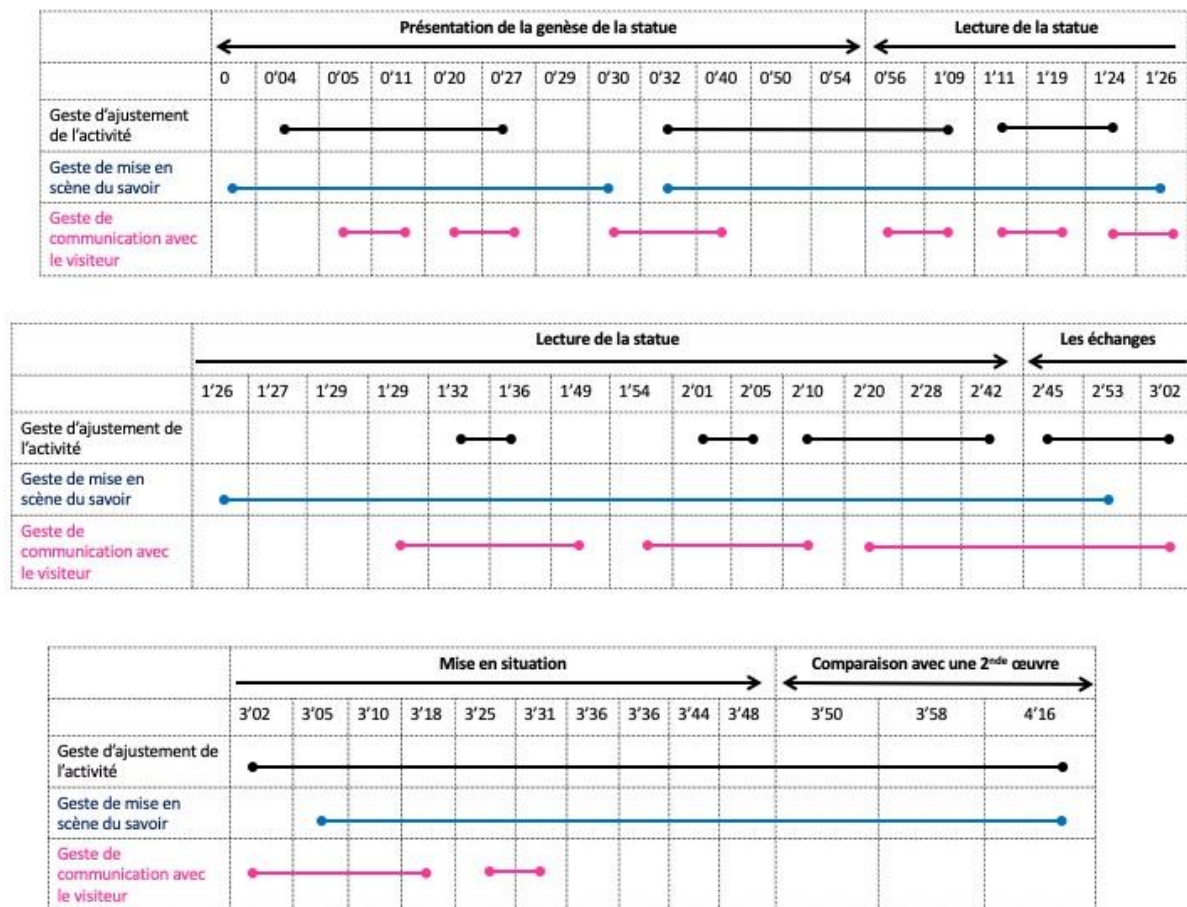 Présentation de la genèse de la statue Lecture de la statue
0 0'04 0'05 0'11 0'20 0'27 0'29 0'30 0'32 0'40 0'50 0'54 0'56 1'09 1'11 1'19 1'24 1'26
Geste d'ajustement
de l'activité
Geste de mise en
scène du savoir
Geste de
communication avec
le visiteur
Lecture de la statue Les échanges
1'26 1'27 1'29 1'29 1'32 1'36 1'49 1'54 2'01 2'05 2'10 2'20 2'28 2'42 2'45 2'53 3'02
Geste d'ajustement de
l'activité
Geste de mise en
scène du savoir
Geste de
communication avec
le visiteur
Mise en situation Comparaison avec une 2nde œuvre
3'02 3'05 3'10 3'18 3'25 3'31 3'36 3'36 3'44 3'48 3'50 3'58 4'16
Geste d'ajustement de
l'activité
Geste de mise en
scène du savoir
Geste de
communication avec
le visiteur